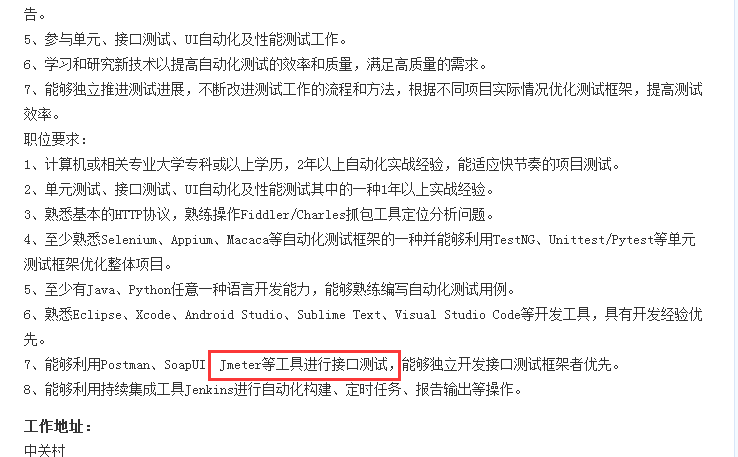 告。
5、参与单元、接口测试、UI自动化及性能测试工作。
6、学习和研究新技术以提高自动化测试的效率和质量，满足高质量的需求。
7、能够独立推进测试进展，不断改进测试工作的流程和方法，根据不同项目实际情况优化测试框架，提高测试
效率。
职位要求：
1、计算机或相关专业大学专科或以上学历，2年以上自动化实战经验，能适应快节奏的项目测试。
2、单元测试、接口测试、UI自动化及性能测试其中的一种1年以上实战经验。
3、熟悉基本的HTTP协议，熟练操作Fiddler/Charles抓包工具定位分析问题。
4、至少熟悉Selenium、Appium、Macaca等自动化测试框架的一种并能够利用TestNG、Unittest/Pytest等单元
测试框架优化整体项目。
5、至少有Java、Python任意一种语言开发能力，能够熟练编写自动化测试用例。
6、熟悉Eclipse、Xcode、Android Studio、Sublime Text、Visual Studio Code等开发工具，具有开发经验优
先。
7、能够利用Postman、SoapUI、Jmeter等工具进行接口测试，能够独立开发接口测试框架者优先。
8、能够利用持续集成工具Jenkins进行自动化构建、定时任务、报告输出等操作。
工作地址：
中关村